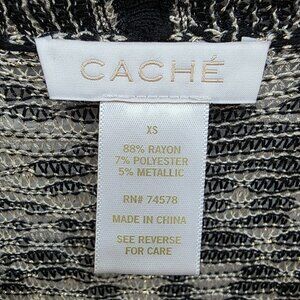 CACHÉ
XS
88% RAYON
7% POLYESTER
5% METALLIC
RN# 74578
MADE IN CHINA
SEE REVERSE
FOR CARE